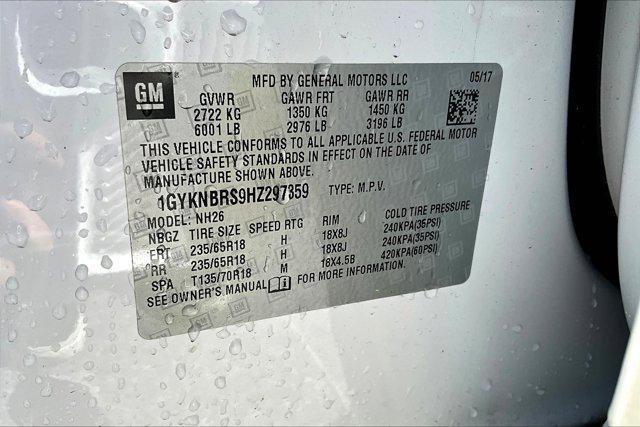 GM
MFD BY GENERAL MOTORS LLC 05/17
GVWR GAWR FRT GAWR RR
2722 KG 1350 KG 1450 KG
6001 LB 2976 LB 3196 LB
THIS VEHICLE CONFORMS TO ALL APPLICABLE U.S. FEDERAL MOTOR
VEHICLE SAFETY STANDARDS IN EFFECT ON THE DATE OF
MANUFACTURE SHOWN ABOVE.
1GYKNBRS9HZ297359 TYPE: M.P.V.
MODEL: NH26
NBGZ TIRE SIZE SPEED RTG RIM COLD TIRE PRESSURE
FRT 235/65R18 H 18X8J 240KPA(35PSI)
RR 235/65R18 H 18X8J 240KPA(35PSI)
SPA T135/70R18 M 18X4.5B 420KPA(60PSI)
SEE OWNER'S MANUAL FOR MORE INFORMATION.